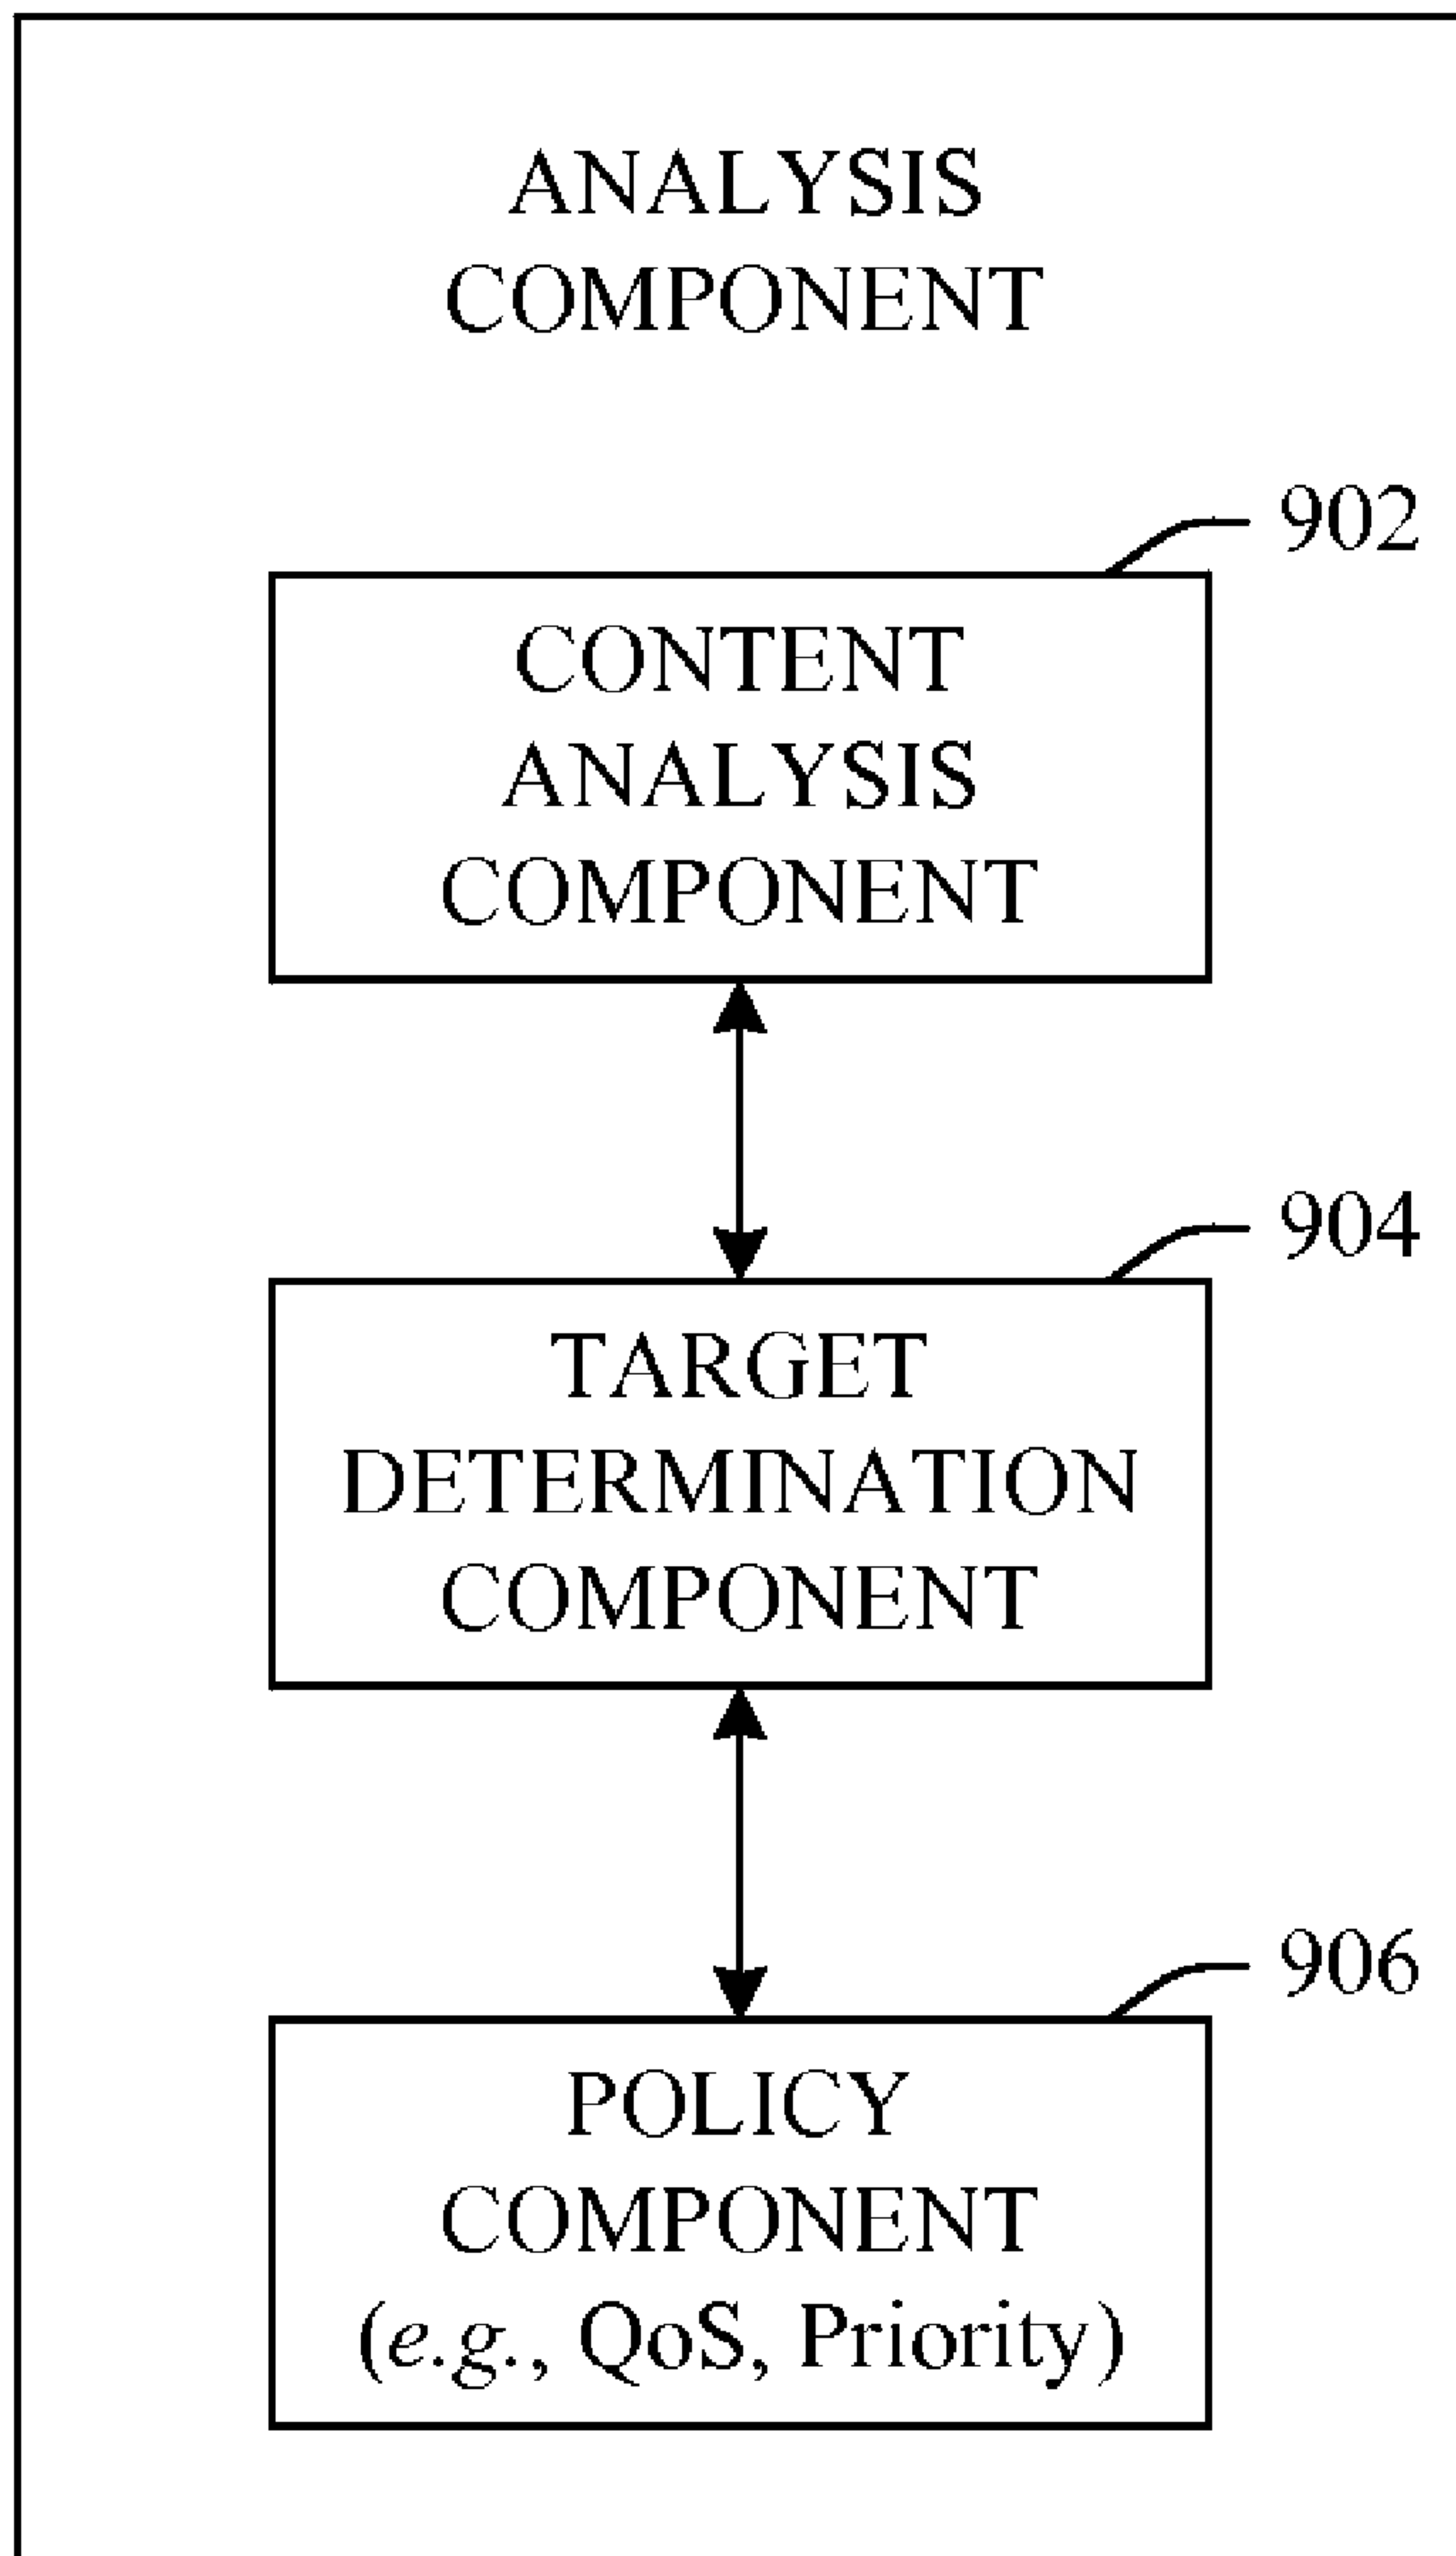 ANALYSIS
COMPONENT
902
CONTENT
ANALYSIS
COMPONENT
904
TARGET
DETERMINATION
COMPONENT
906
POLICY
COMPONENT
(e.g., QoS, Priority)